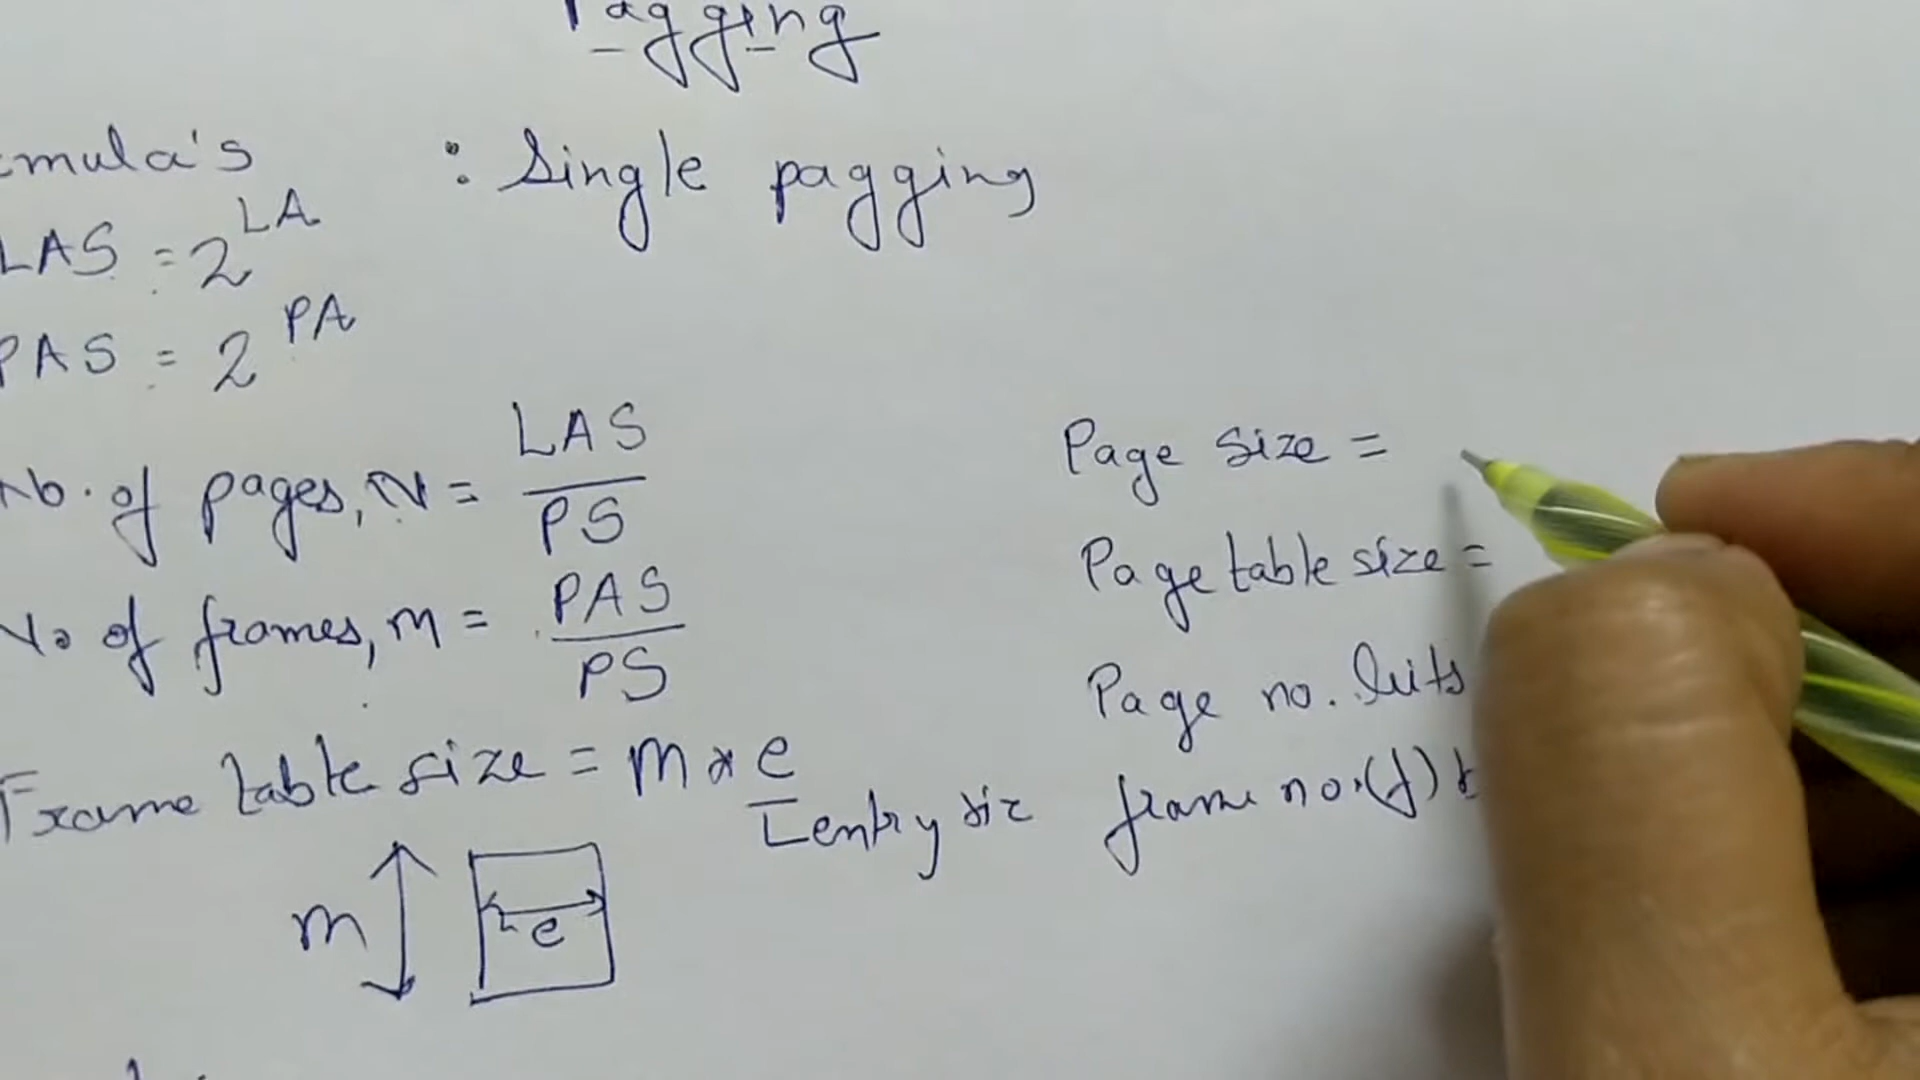 Pagging
mula's : Single pagging
LAS = 2^LA
PAS = 2^PA
No. of pages, N = LAS / PS
No of frames, m = PAS / PS
Frame table size = m * e
entry siz
m
e
Page size =
Page table size =
Page no. bits
frame no. (f) b